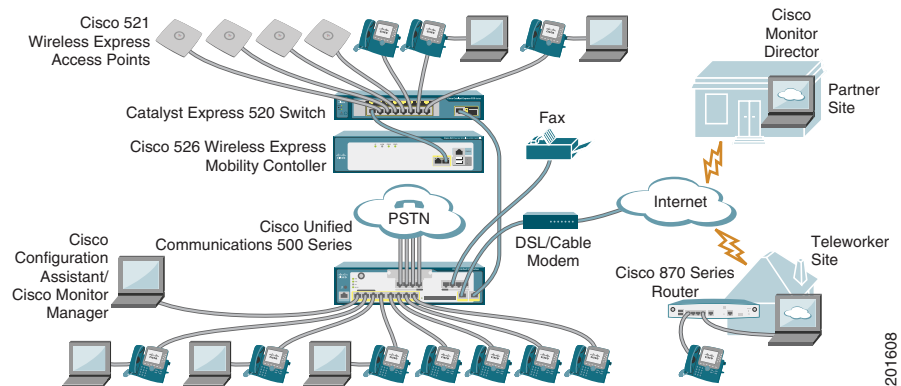 Cisco 521
Wireless Express
Access Points
Cisco
Monitor
Director
Partner
Site
Catalyst Express 520 Switch
Fax
Cisco 526 Wireless Express
Mobility Contoller
PSTN
Internet
Cisco Unified
Communications 500 Series
DSL/Cable
Modem
Cisco
Configuration
Assistant/
Cisco Monitor
Manager
Teleworker
Site
Cisco 870 Series
Router
201608